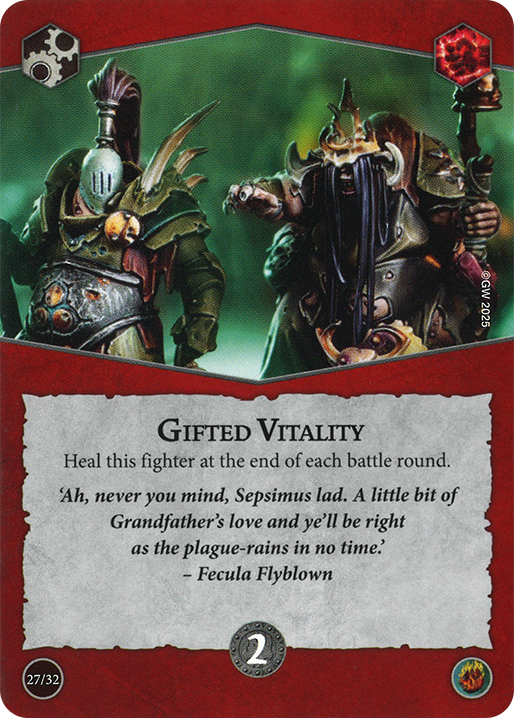 ©GW 2025
Gifted Vitality
Heal this fighter at the end of each battle round.
‘Ah, never you mind, Sepsimus lad. A little bit of
Grandfather’s love and ye’ll be right
as the plague-rains in no time.’
– Fecula Flyblown
2
27/32